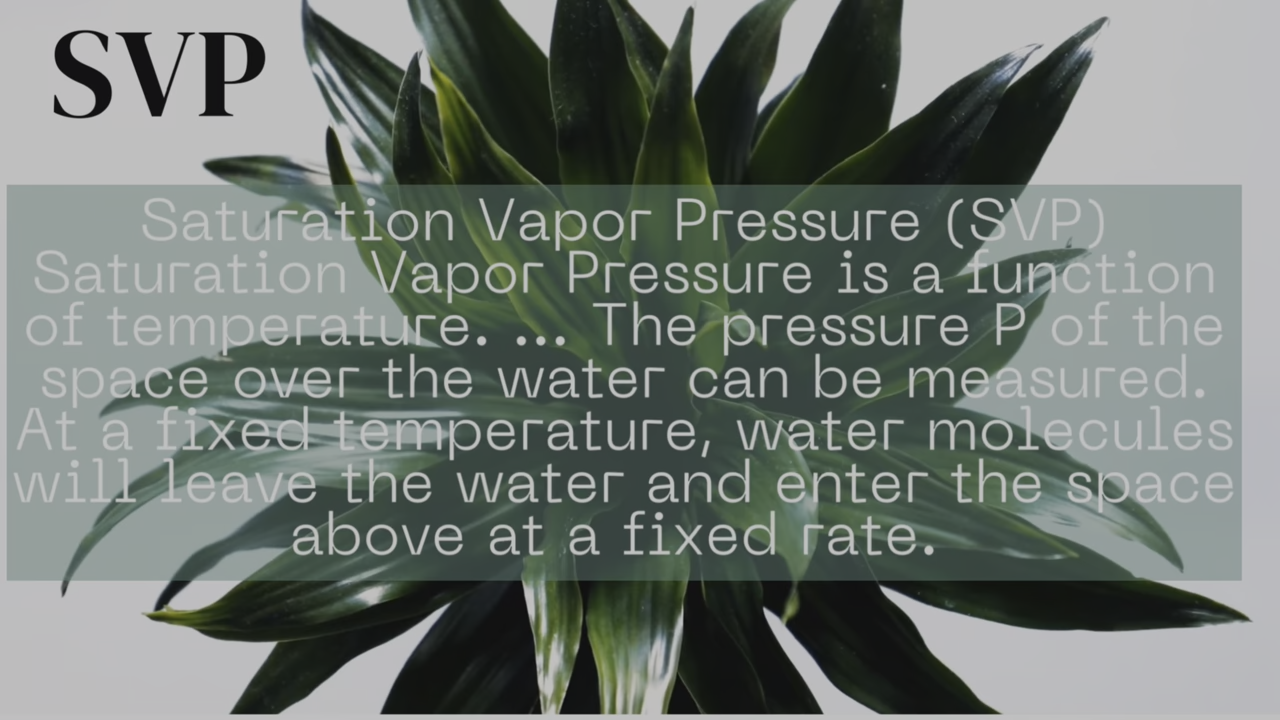 SVP
Saturation Vapor Pressure (SVP)
Saturation Vapor Pressure is a function
of temperature. ... The pressure P of the
space over the water can be measured.
At a fixed temperature, water molecules
will leave the water and enter the space
above at a fixed rate.